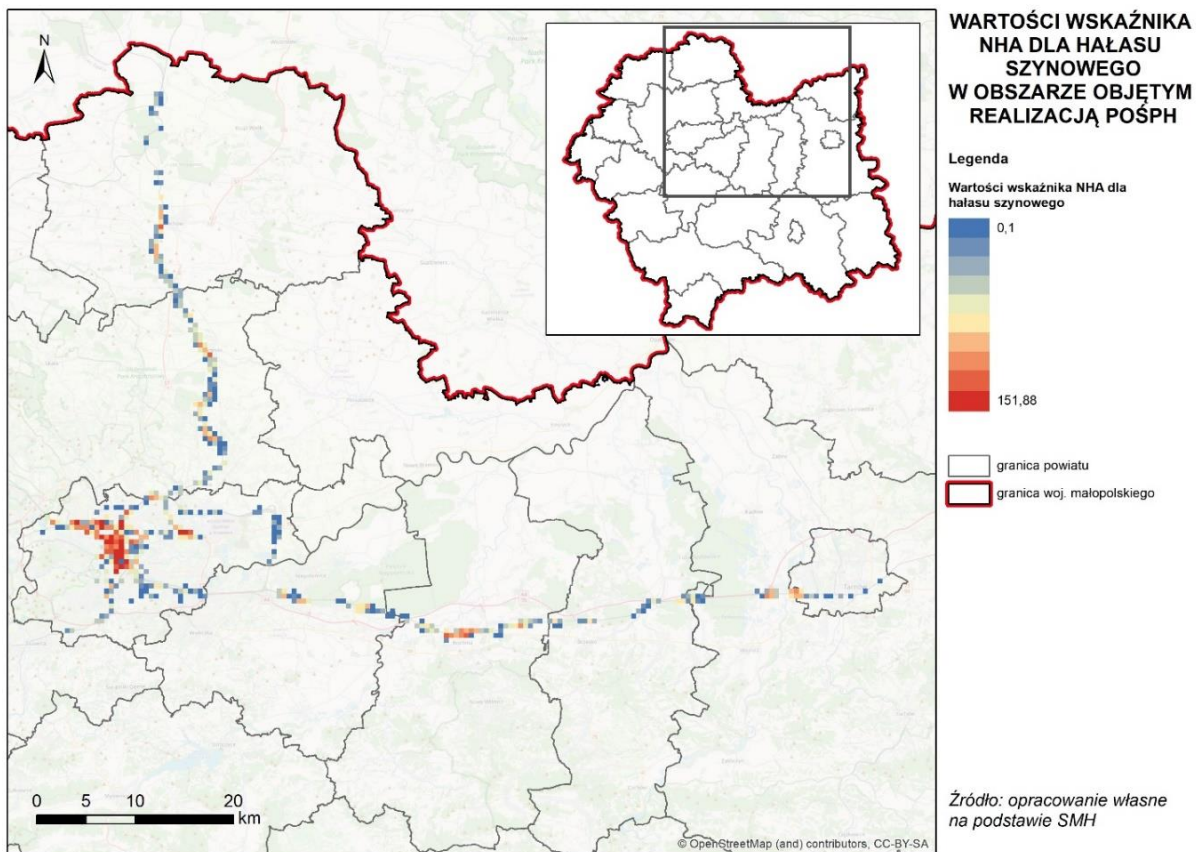 N
WARTOŚCI WSKAŹNIKA
NHA DLA HAŁASU
SZYNOWEGO
W OBSZARZE OBJĘTYM
REALIZACJĄ POŚPH
Legenda
Wartości wskaźnika NHA dla
hałasu szynowego
0,1
151,88
granica powiatu
granica woj. małopolskiego
0 5 10 20
km
© OpenStreetMap (and) contributors, CC-BY-SA
Źródło: opracowanie własne
na podstawie SMH